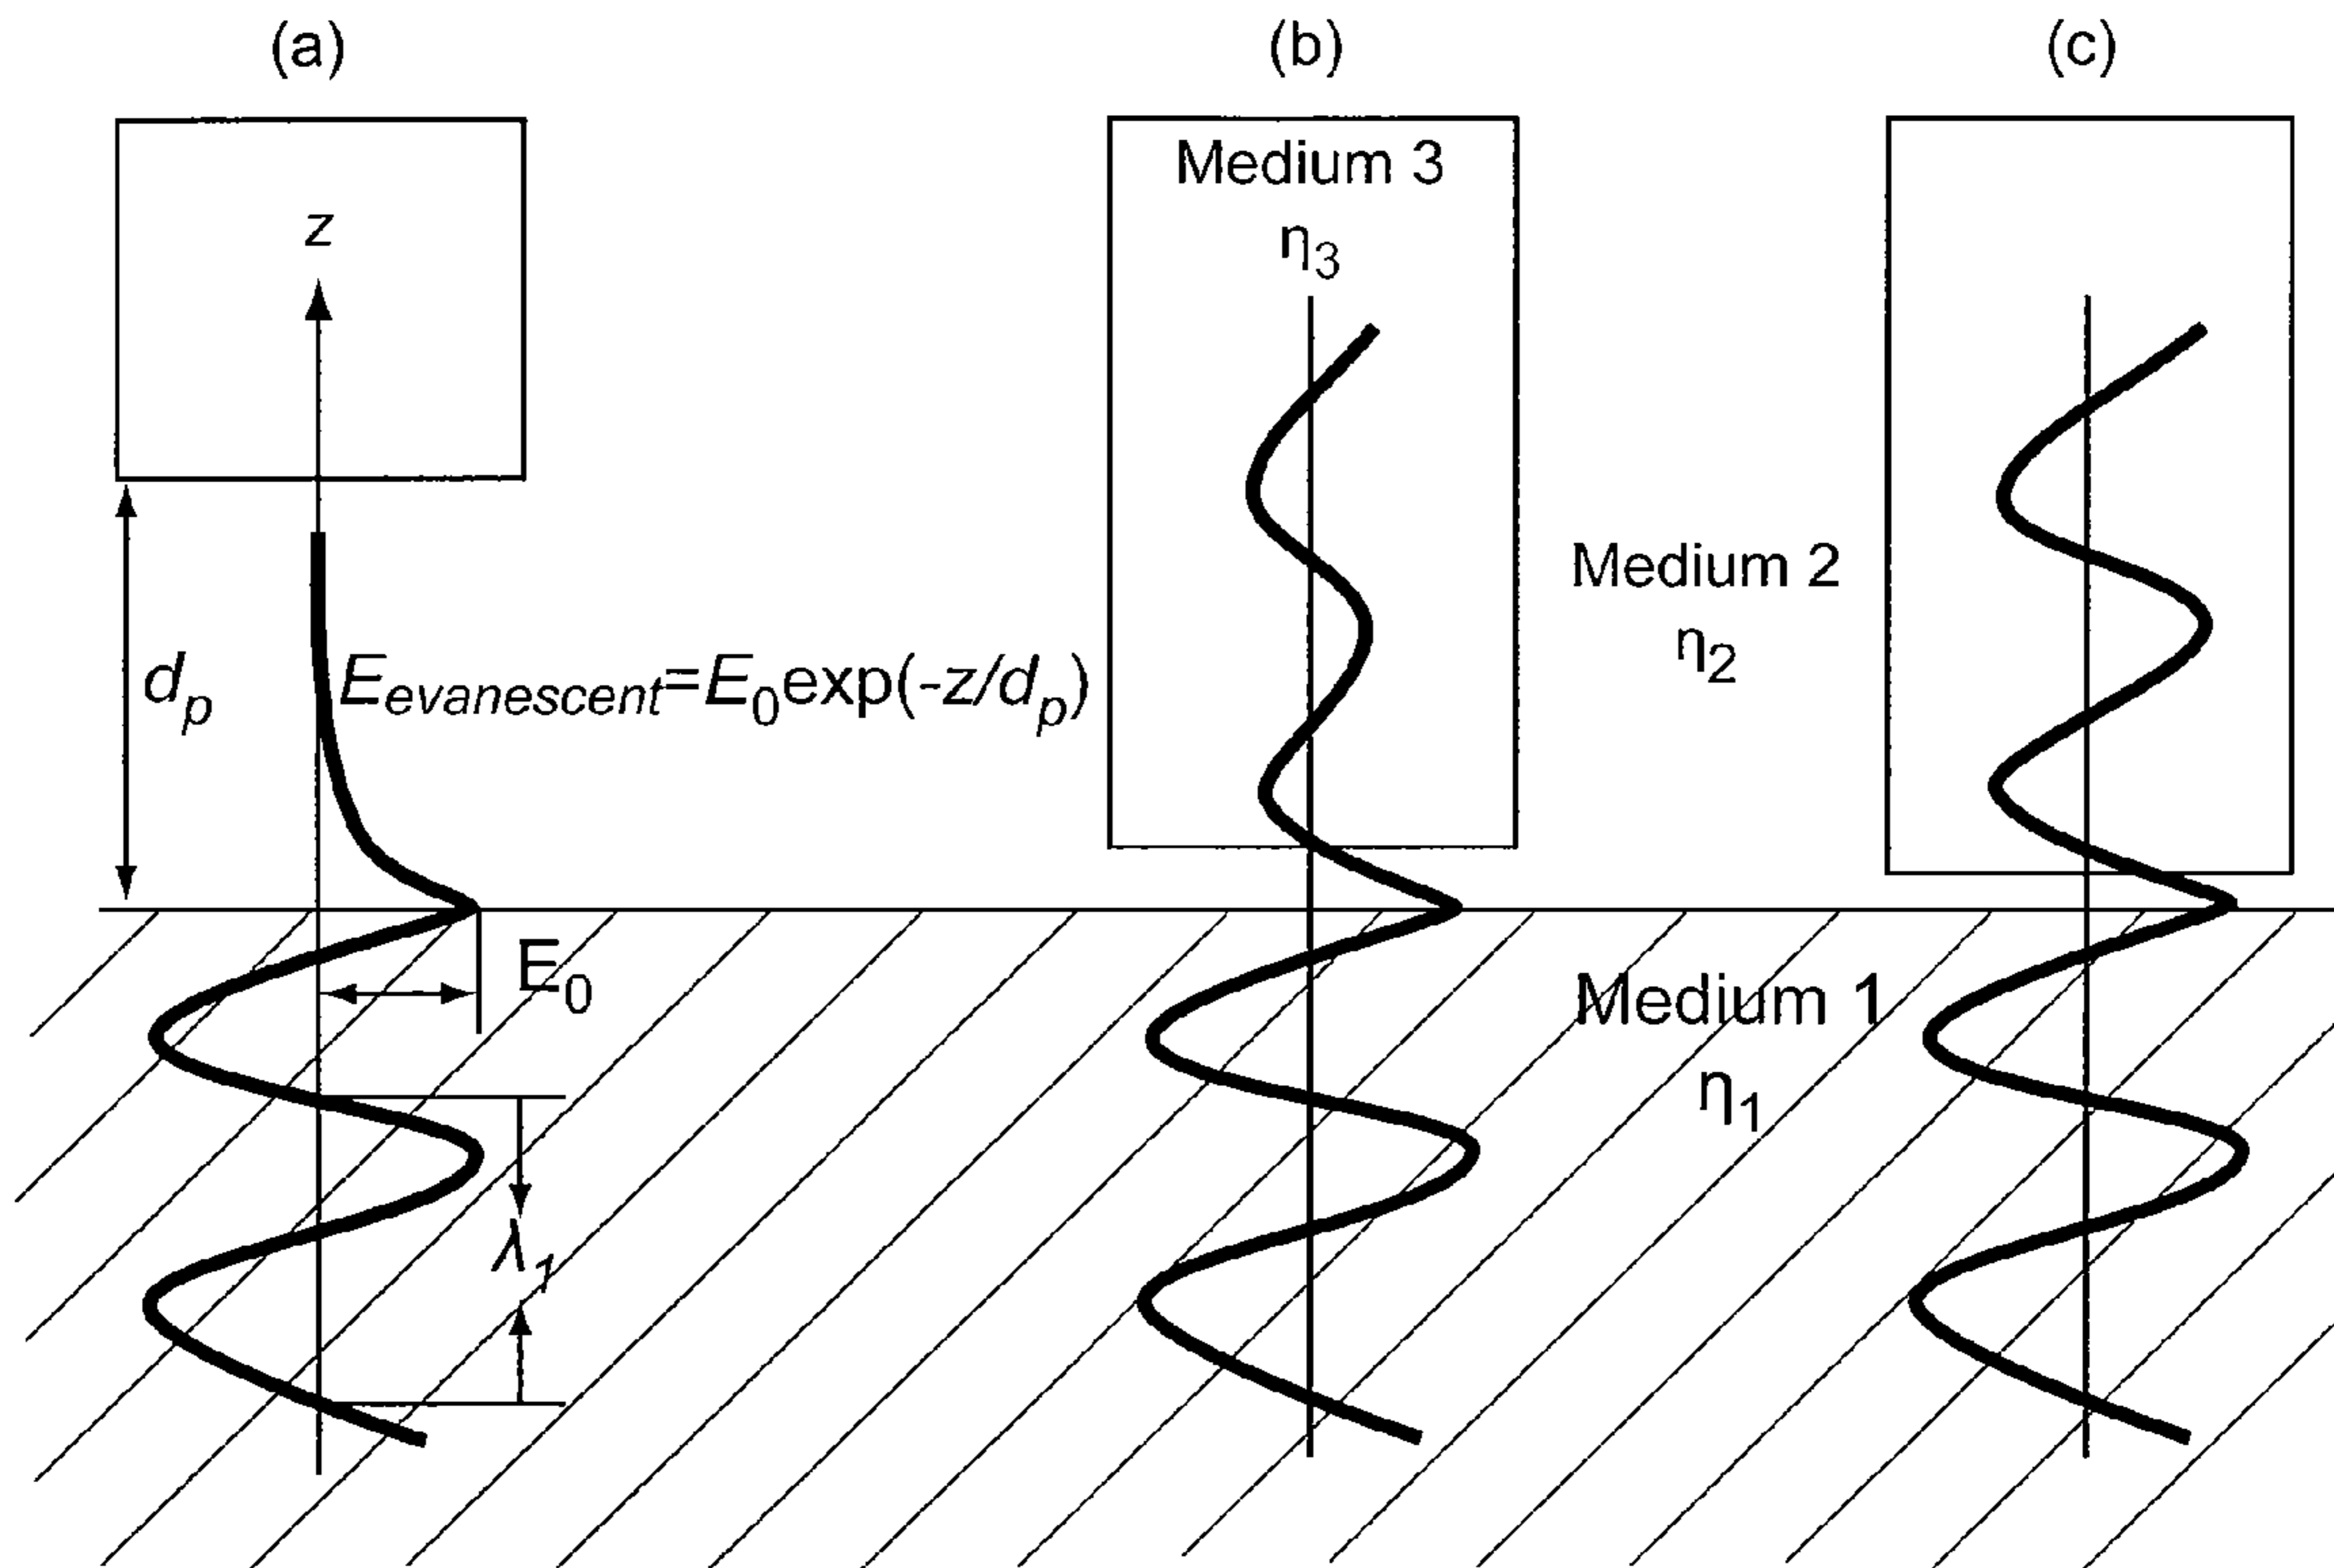 (a)
(b)
(c)
Medium 3
η3
z
Medium 2
η2
dp
Eevanescent=E0exp(-z/dp)
E0
Medium 1
η1
λ1